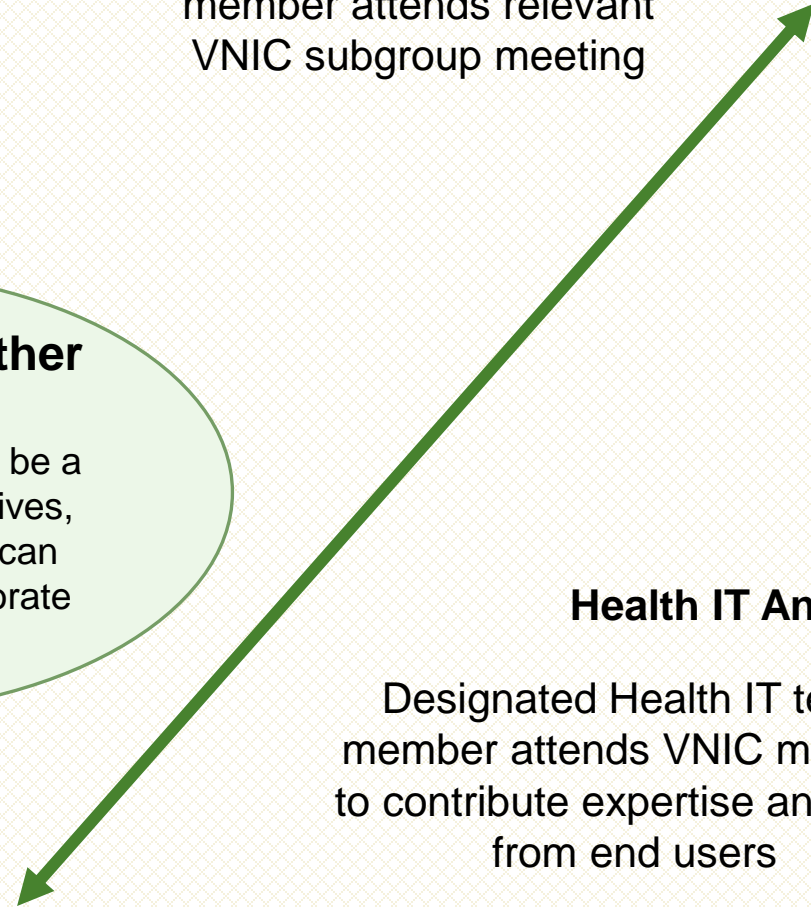 member attends relevant
VNIC subgroup meeting
ther
be a
ives,
can
orate
Health IT An
Designated Health IT te
member attends VNIC m
to contribute expertise an
from end users